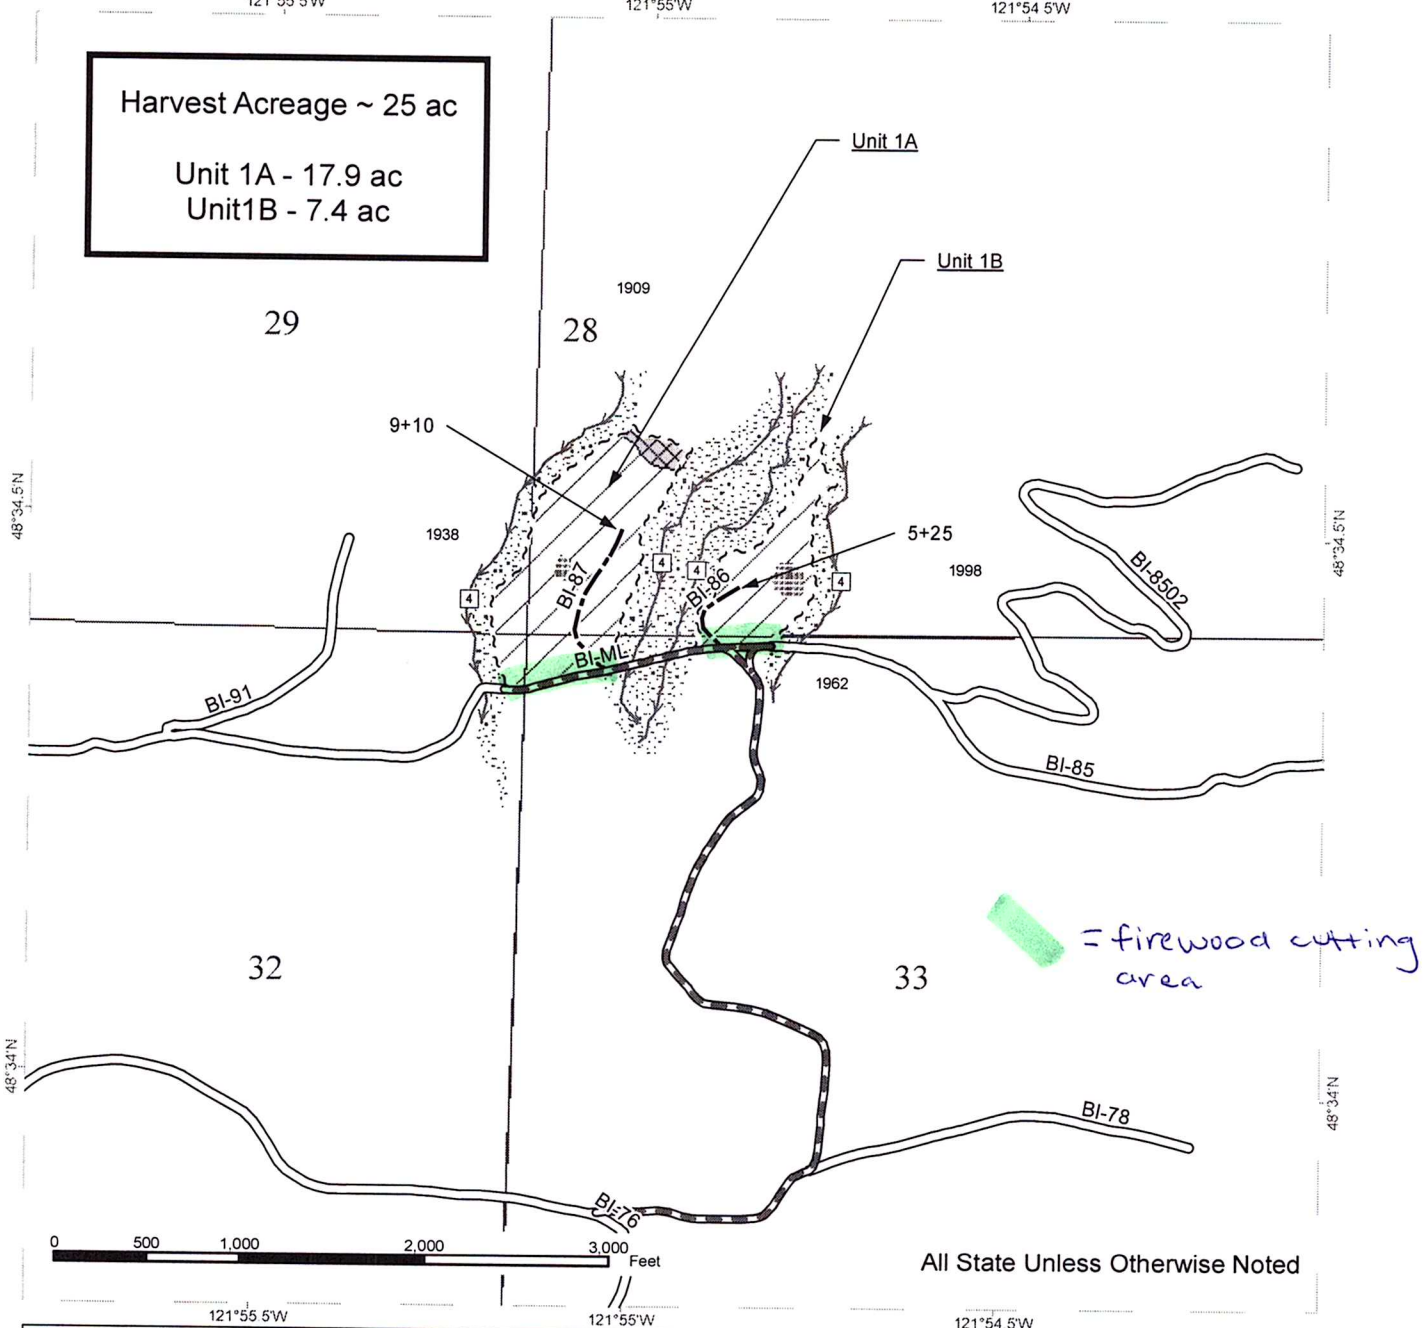 121°55 5'W
121°55'W
121°54 5'W
Harvest Acreage ~ 25 ac
Unit 1A - 17.9 ac
Unit1B - 7.4 ac
Unit 1A
Unit 1B
1909
29
28
9+10
48°34.5'N
1938
5+25
1998
48°34.5'N
BI-8502
BI-87
BI-86
4
4
4
4
BI-ML
1962
BI-91
BI-85
= firewood cutting
area
32
33
48°34'N
48°34'N
BI-78
BI-76
0 500 1,000 2,000 3,000
Feet
All State Unless Otherwise Noted
121°55 5'W
121°55'W
121°54 5'W